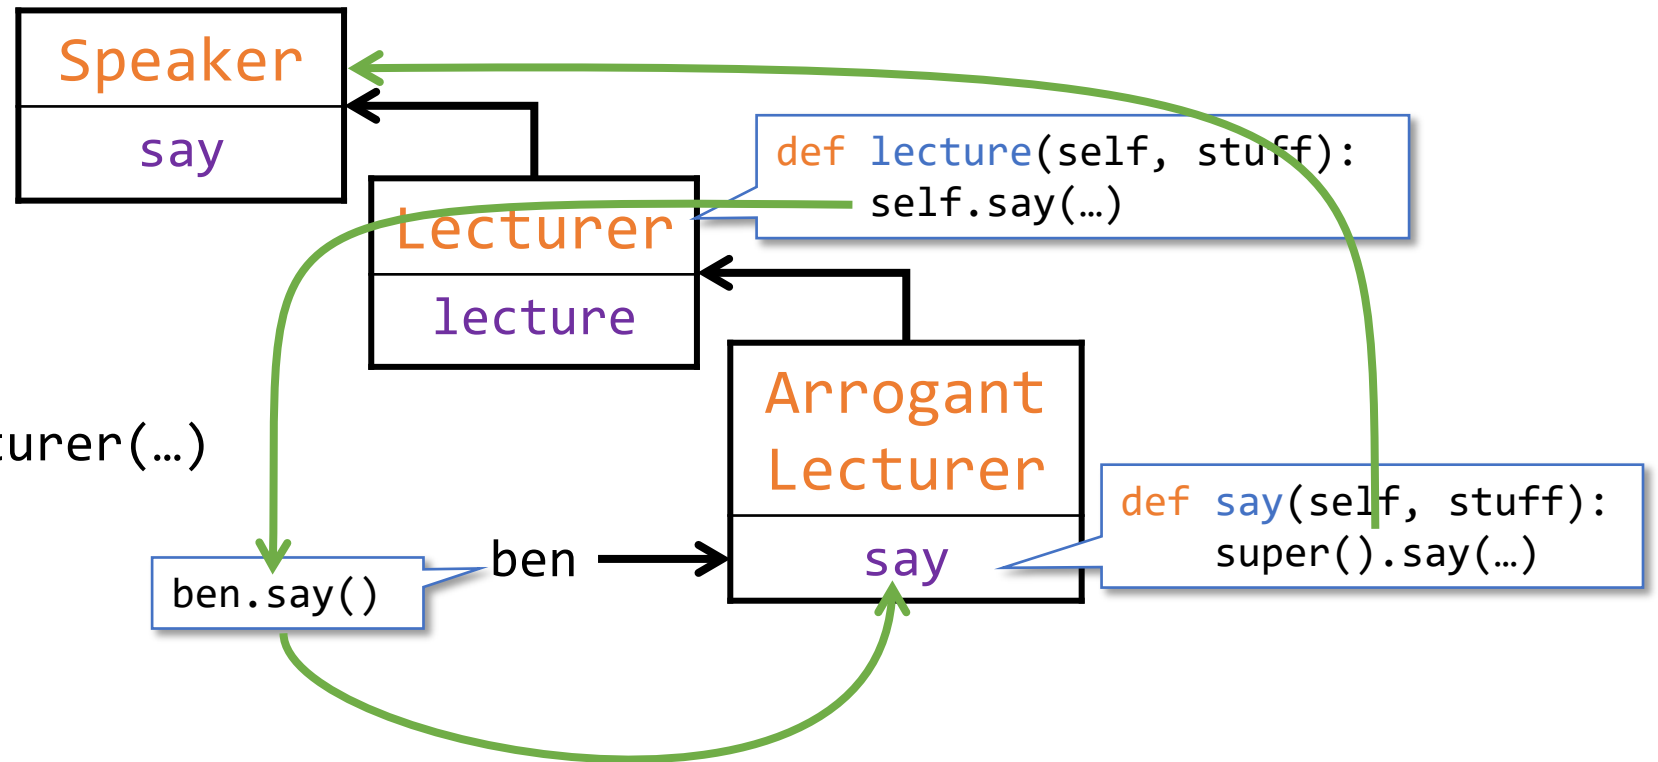 Speaker
say
def lecture(self, stuff):
self.say(…)
Lecturer
lecture
Arrogant
Lecturer
say
turer(…)
def say(self, stuff):
super().say(…)
ben
ben.say()